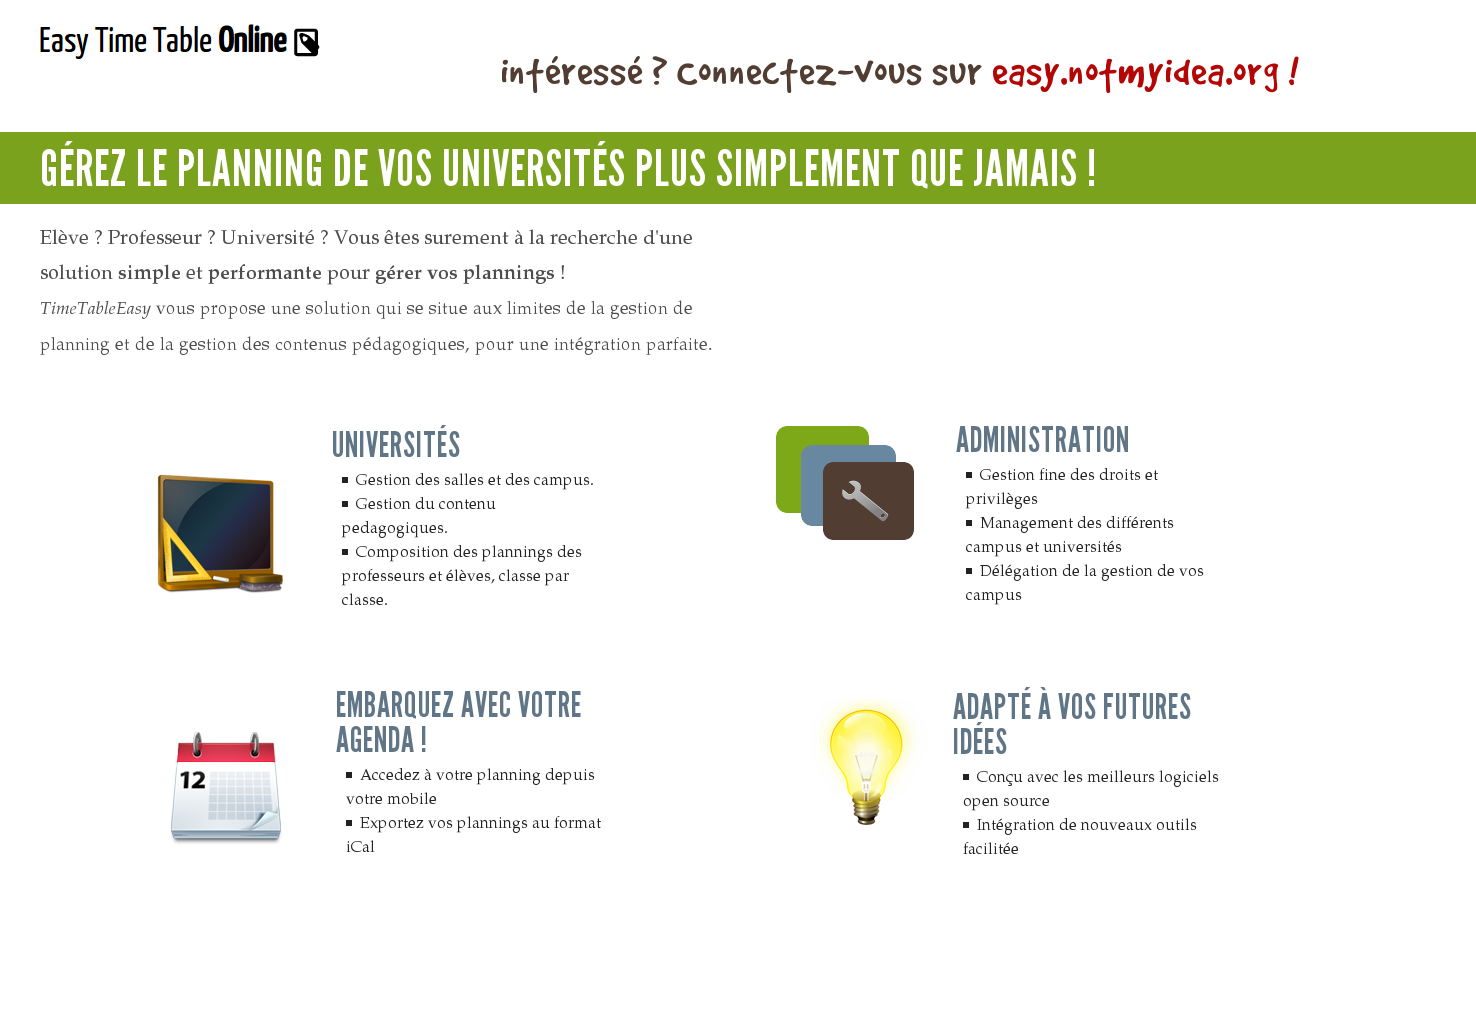 Easy Time Table Online
intéressé ? Connectez-vous sur easy.notmyidea.org !
GÉREZ LE PLANNING DE VOS UNIVERSITÉS PLUS SIMPLEMENT QUE JAMAIS !
Elève ? Professeur ? Université ? Vous êtes surement à la recherche d'une
solution simple et performante pour gérer vos plannings !
TimeTableEasy vous propose une solution qui se situe aux limites de la gestion de
planning et de la gestion des contenus pédagogiques, pour une intégration parfaite.
UNIVERSITÉS
▪ Gestion des salles et des campus.
▪ Gestion du contenu
pedagogiques.
▪ Composition des plannings des
professeurs et élèves, classe par
classe.
ADMINISTRATION
▪ Gestion fine des droits et
privilèges
▪ Management des différents
campus et universités
▪ Délégation de la gestion de vos
campus
12
EMBARQUEZ AVEC VOTRE
AGENDA !
▪ Accedez à votre planning depuis
votre mobile
▪ Exportez vos plannings au format
iCal
ADAPTÉ À VOS FUTURES
IDÉES
▪ Conçu avec les meilleurs logiciels
open source
▪ Intégration de nouveaux outils
facilitée